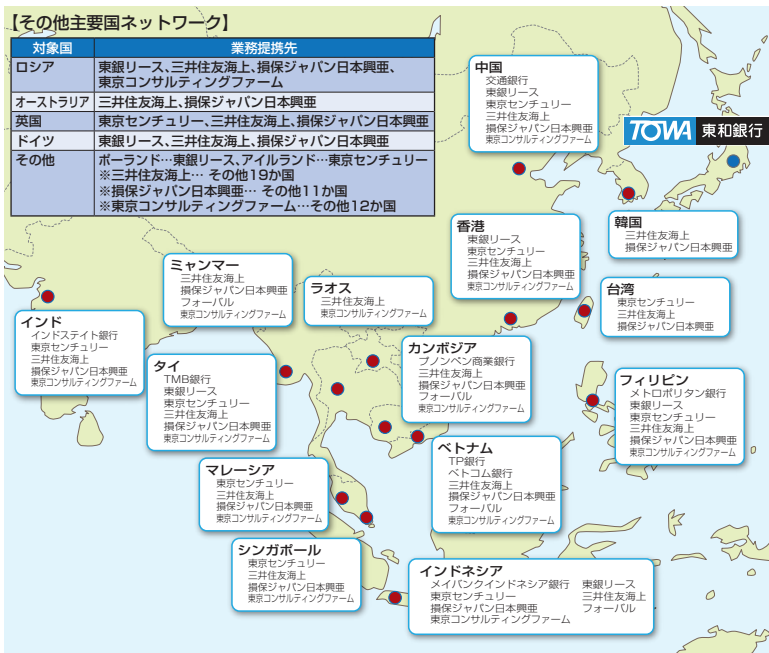 【その他主要国ネットワーク】
対象国 業務提携先
ロシア 東銀リース、三井住友海上、損保ジャパン日本興亜、
東京コンサルティングファーム
オーストラリア 三井住友海上、損保ジャパン日本興亜
英国 東京センチュリー、三井住友海上、損保ジャパン日本興亜
ドイツ 東銀リース、三井住友海上、損保ジャパン日本興亜
その他 ポーランド…東銀リース、アイルランド…東京センチュリー
※三井住友海上… その他19か国
※損保ジャパン日本興亜… その他11か国
※東京コンサルティングファーム…その他12か国
中国
交通銀行
東銀リース
東京センチュリー
三井住友海上
損保ジャパン日本興亜
東京コンサルティングファーム
TOWA 東和銀行
韓国
三井住友海上
損保ジャパン日本興亜
香港
東銀リース
東京センチュリー
三井住友海上
損保ジャパン日本興亜
東京コンサルティングファーム
台湾
東京センチュリー
三井住友海上
損保ジャパン日本興亜
ミャンマー
三井住友海上
損保ジャパン日本興亜
フォーバル
東京コンサルティングファーム
ラオス
三井住友海上
東京コンサルティングファーム
インド
インドステイト銀行
東京センチュリー
三井住友海上
損保ジャパン日本興亜
東京コンサルティングファーム
タイ
TMB銀行
東銀リース
東京センチュリー
三井住友海上
損保ジャパン日本興亜
東京コンサルティングファーム
カンボジア
プノンペン商業銀行
三井住友海上
損保ジャパン日本興亜
フォーバル
東京コンサルティングファーム
フィリピン
メトロポリタン銀行
東銀リース
東京センチュリー
三井住友海上
損保ジャパン日本興亜
東京コンサルティングファーム
ベトナム
TP銀行
ベトコム銀行
三井住友海上
損保ジャパン日本興亜
フォーバル
東京コンサルティングファーム
マレーシア
東京センチュリー
三井住友海上
損保ジャパン日本興亜
東京コンサルティングファーム
シンガポール
東京センチュリー
三井住友海上
損保ジャパン日本興亜
東京コンサルティングファーム
インドネシア
メイバンクインドネシア銀行 東銀リース
東京センチュリー 三井住友海上
損保ジャパン日本興亜 フォーバル
東京コンサルティングファーム